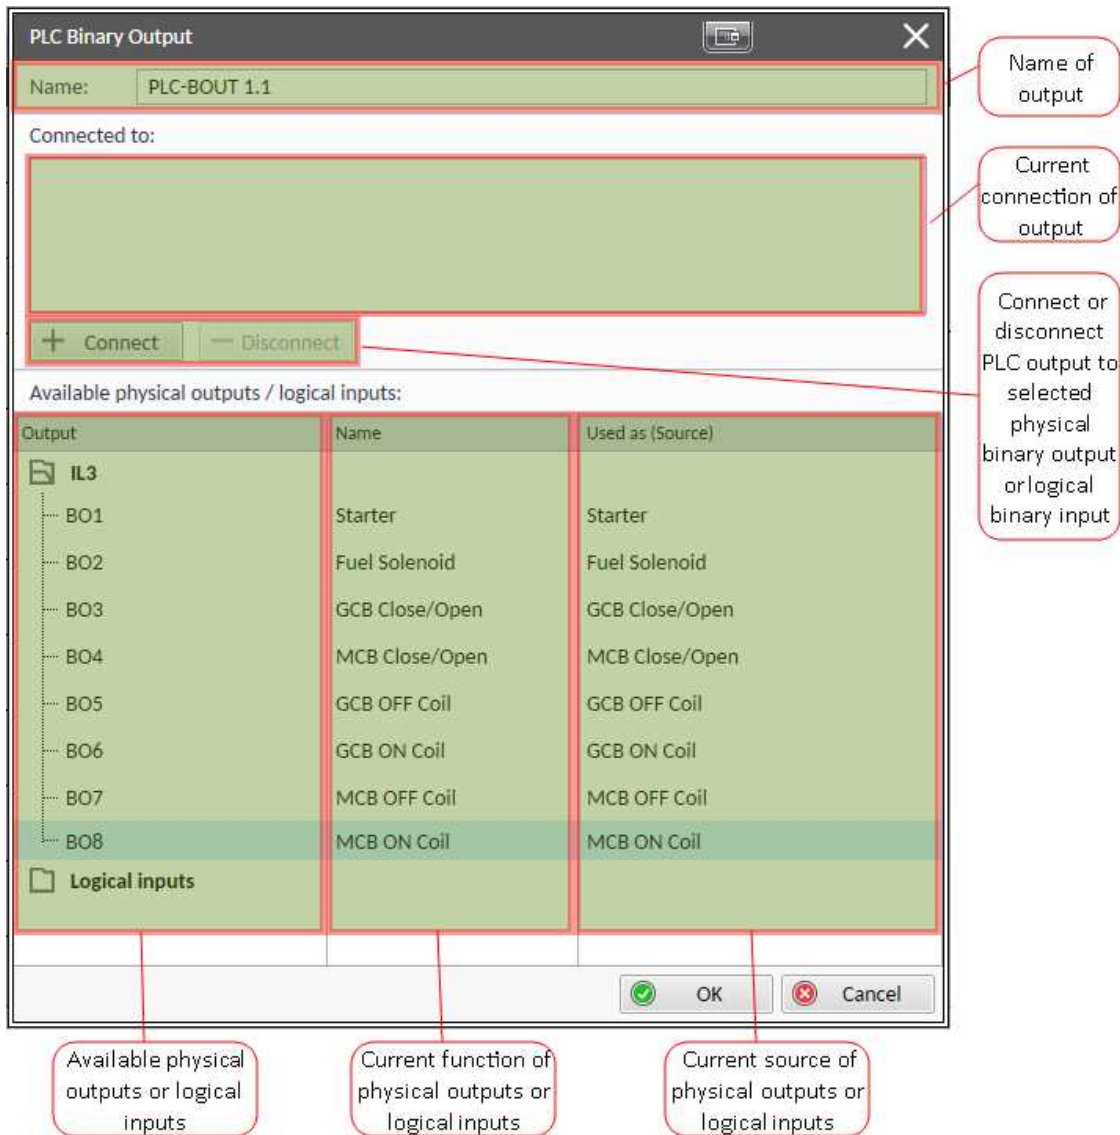 PLC Binary Output
Name: PLC-BOUT 1.1
Name of
output
Connected to:
Current
connection of
output
Connect
Disconnect
Connect or
disconnect
PLC output to
selected
physical
binary output
or logical
binary input
Available physical outputs / logical inputs:
Output Name Used as (Source)
IL3
BO1 Starter Starter
BO2 Fuel Solenoid Fuel Solenoid
BO3 GCB Close/Open GCB Close/Open
BO4 MCB Close/Open MCB Close/Open
BO5 GCB OFF Coil GCB OFF Coil
BO6 GCB ON Coil GCB ON Coil
BO7 MCB OFF Coil MCB OFF Coil
BO8 MCB ON Coil MCB ON Coil
Logical inputs
OK Cancel
Available physical
outputs or logical
inputs
Current function of
physical outputs or
logical inputs
Current source of
physical outputs or
logical inputs